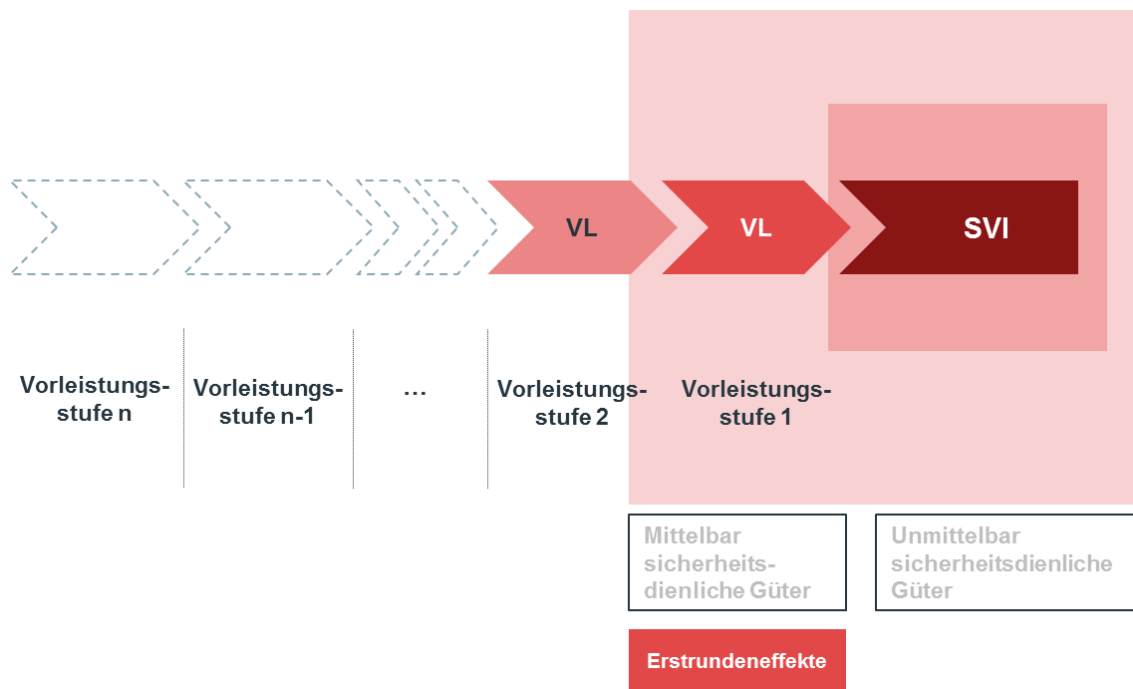 VL
VL
SVI
Vorleistungs-
stufe n
Vorleistungs-
stufe n-1
...
Vorleistungs-
stufe 2
Vorleistungs-
stufe 1
Mittelbar
sicherheits-
dienliche Güter
Unmittelbar
sicherheitsdienliche
Güter
Erstrundeneffekte